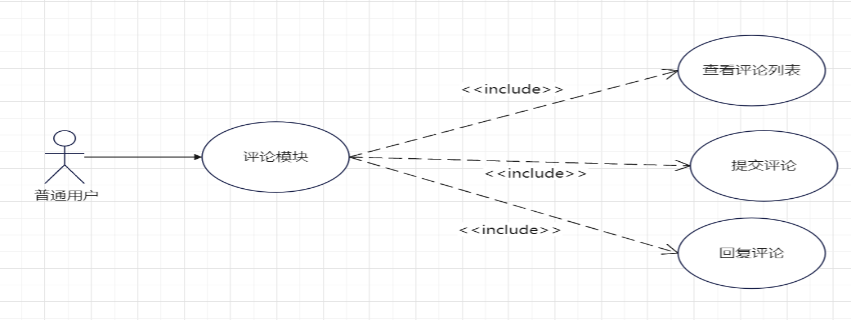 查看评论列表
<<include>>
评论模块
提交评论
<<include>>
普通用户
<<include>>
回复评论